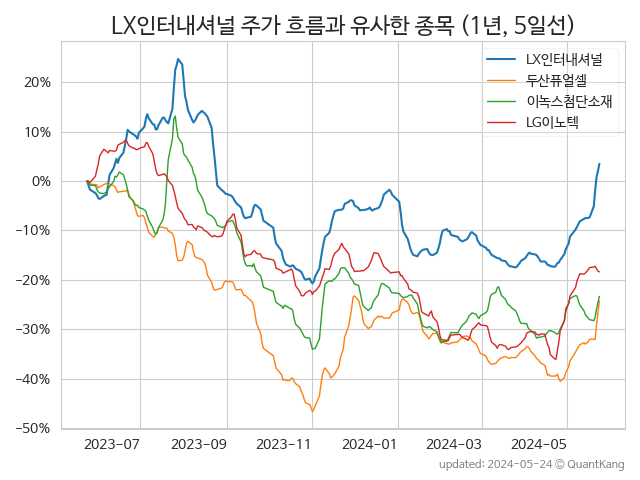 LX인터내셔널 주가 흐름과 유사한 종목 (1년, 5일선)
LX인터내셔널
두산퓨얼셀
이녹스첨단소재
LG이노텍
20%
10%
0%
−10%
−20%
−30%
−40%
−50%
2023−07 2023−09 2023−11 2024−01 2024−03 2024−05
updated: 2024-05-24 © QuantKang